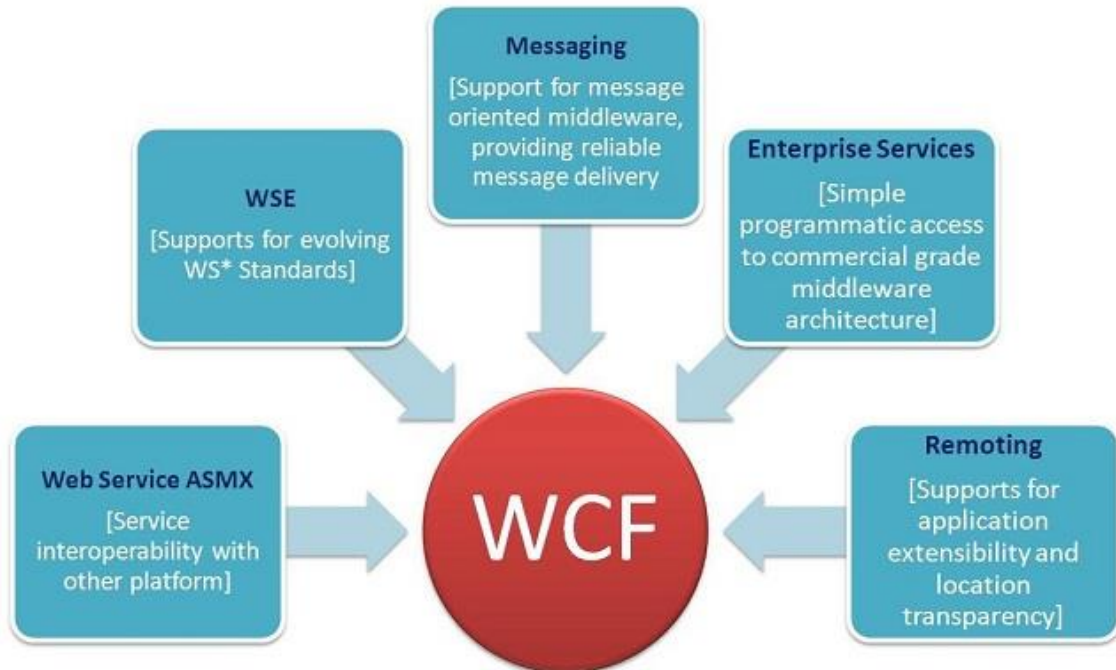 Messaging
[Support for message
oriented middleware,
providing reliable
message delivery
WSE
[Supports for evolving
WS* Standards]
Enterprise Services
[Simple
programmatic access
to commercial grade
middleware
architecture]
Web Service ASMX
[Service
interoperability with
other platform]
WCF
Remoting
[Supports for
application
extensibility and
location
transparency]